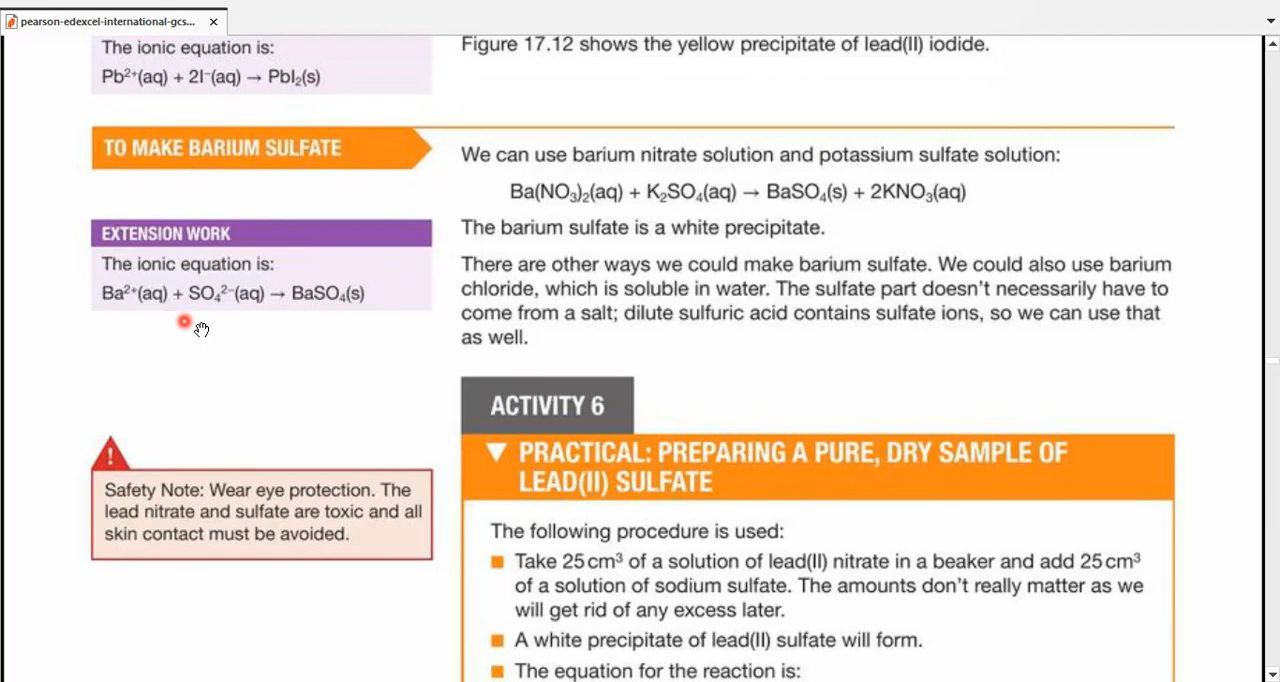 pearson-edexcel-international-gcs...
The ionic equation is:
Pb²⁺(aq) + 2I⁻(aq) → PbI₂(s)
Figure 17.12 shows the yellow precipitate of lead(II) iodide.
TO MAKE BARIUM SULFATE
We can use barium nitrate solution and potassium sulfate solution:
Ba(NO₃)₂(aq) + K₂SO₄(aq) → BaSO₄(s) + 2KNO₃(aq)
The barium sulfate is a white precipitate.
EXTENSION WORK
The ionic equation is:
Ba²⁺(aq) + SO₄²⁻(aq) → BaSO₄(s)
There are other ways we could make barium sulfate. We could also use barium
chloride, which is soluble in water. The sulfate part doesn't necessarily have to
come from a salt; dilute sulfuric acid contains sulfate ions, so we can use that
as well.
ACTIVITY 6
PRACTICAL: PREPARING A PURE, DRY SAMPLE OF
LEAD(II) SULFATE
!
Safety Note: Wear eye protection. The
lead nitrate and sulfate are toxic and all
skin contact must be avoided.
The following procedure is used:
Take 25 cm³ of a solution of lead(II) nitrate in a beaker and add 25 cm³
of a solution of sodium sulfate. The amounts don't really matter as we
will get rid of any excess later.
A white precipitate of lead(II) sulfate will form.
The equation for the reaction is: